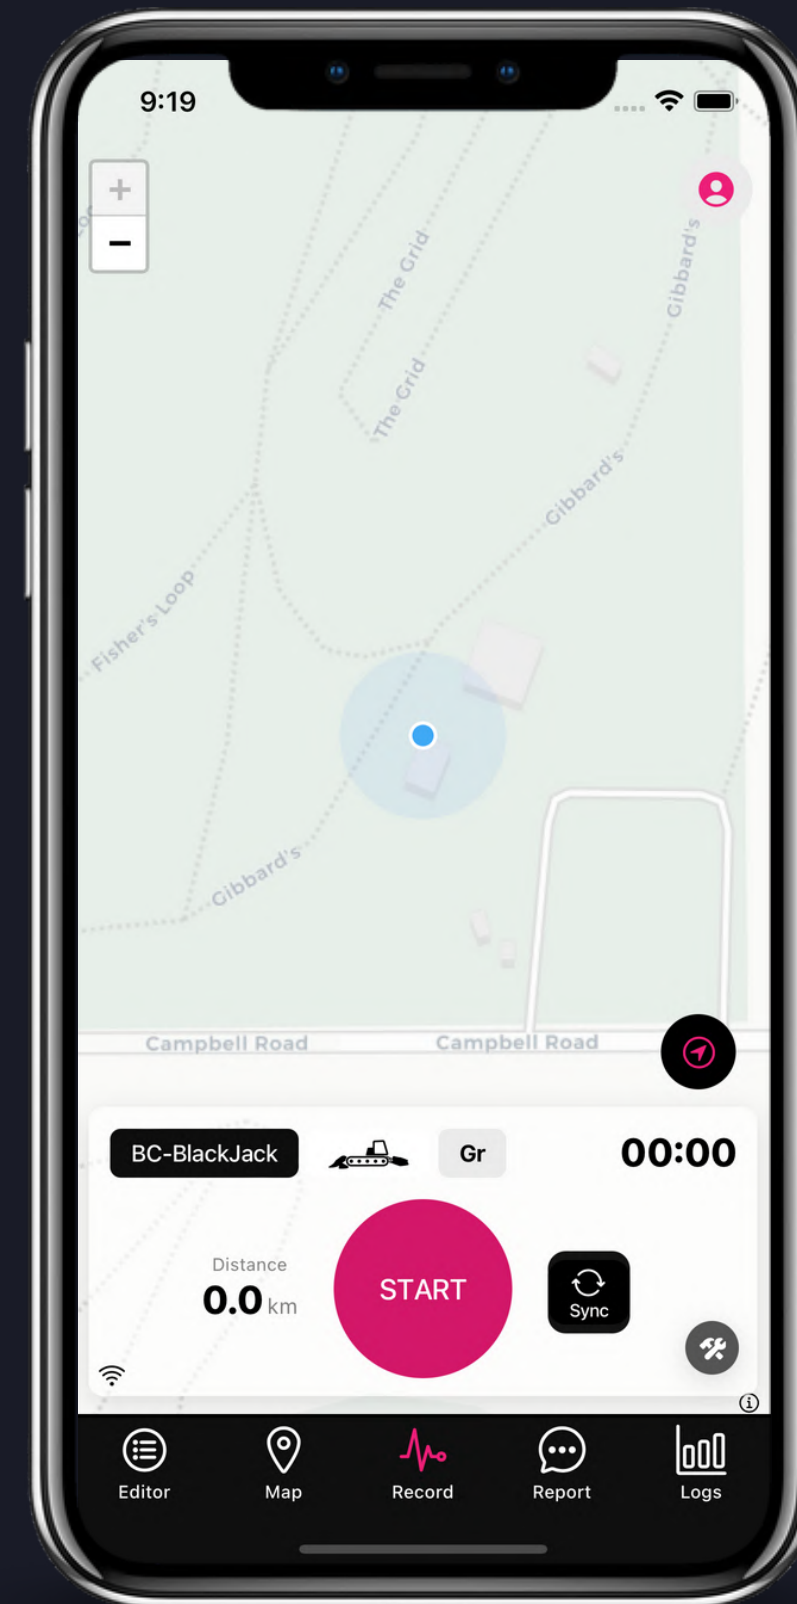 9:19
+
−
The Grid
Gibbard's
The Grid
Gibbard's
Fisher's Loop
Gibbard's
Campbell Road
Campbell Road
BC-BlackJack
Gr
00:00
Distance
0.0 km
START
Sync
Editor
Map
Record
Report
Logs